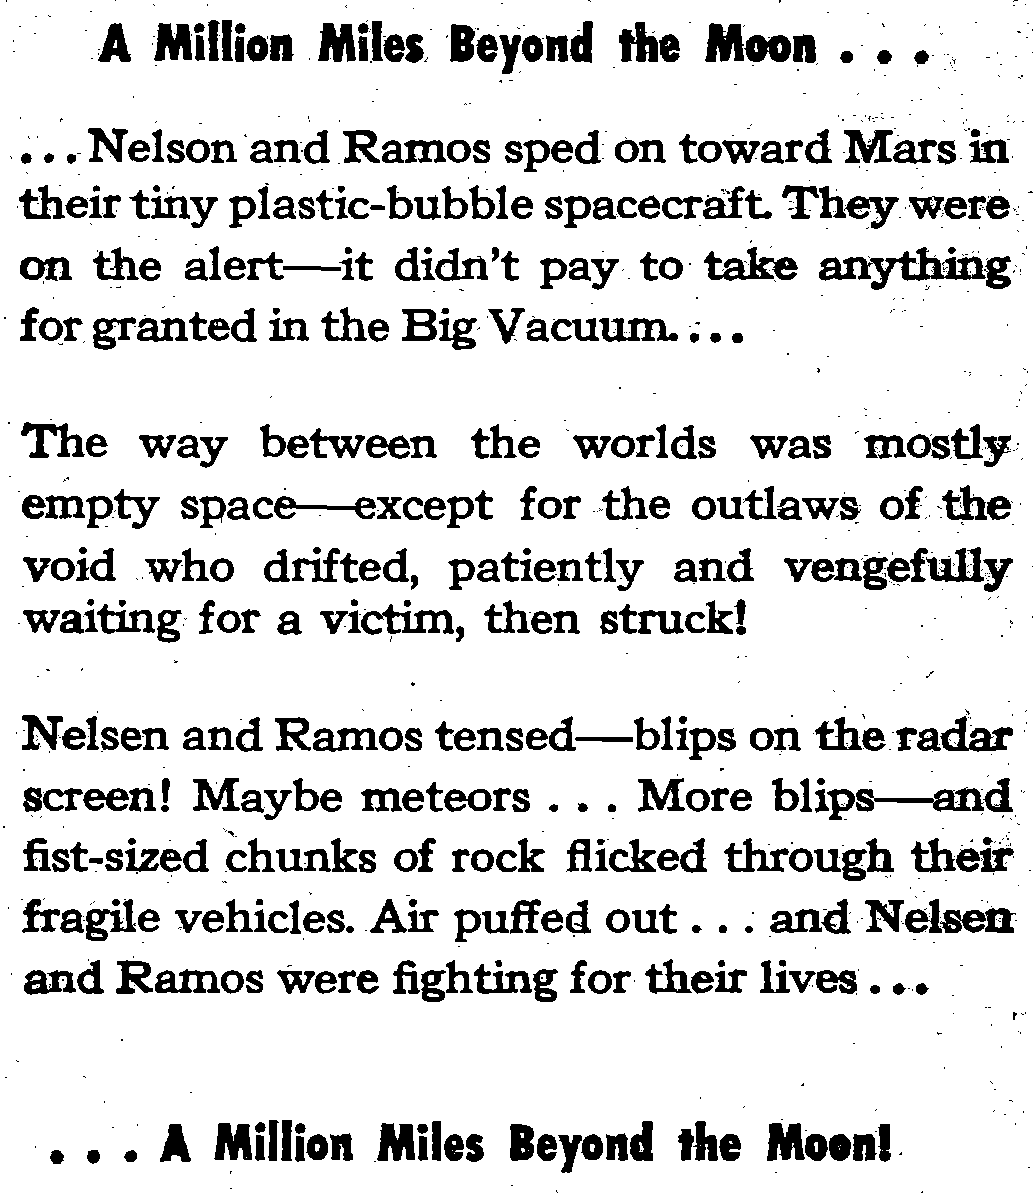 A Million Miles Beyond the Moon . . .
. . . Nelson and Ramos sped on toward Mars in
their tiny plastic-bubble spacecraft. They were
on the alert—it didn't pay to take anything
for granted in the Big Vacuum. . . .
The way between the worlds was mostly
empty space—except for the outlaws of the
void who drifted, patiently and vengefully
waiting for a victim, then struck!
Nelsen and Ramos tensed—blips on the radar
screen! Maybe meteors . . . More blips—and
fist-sized chunks of rock flicked through their
fragile vehicles. Air puffed out . . . and Nelsen
and Ramos were fighting for their lives . . .
. . . A Million Miles Beyond the Moon!